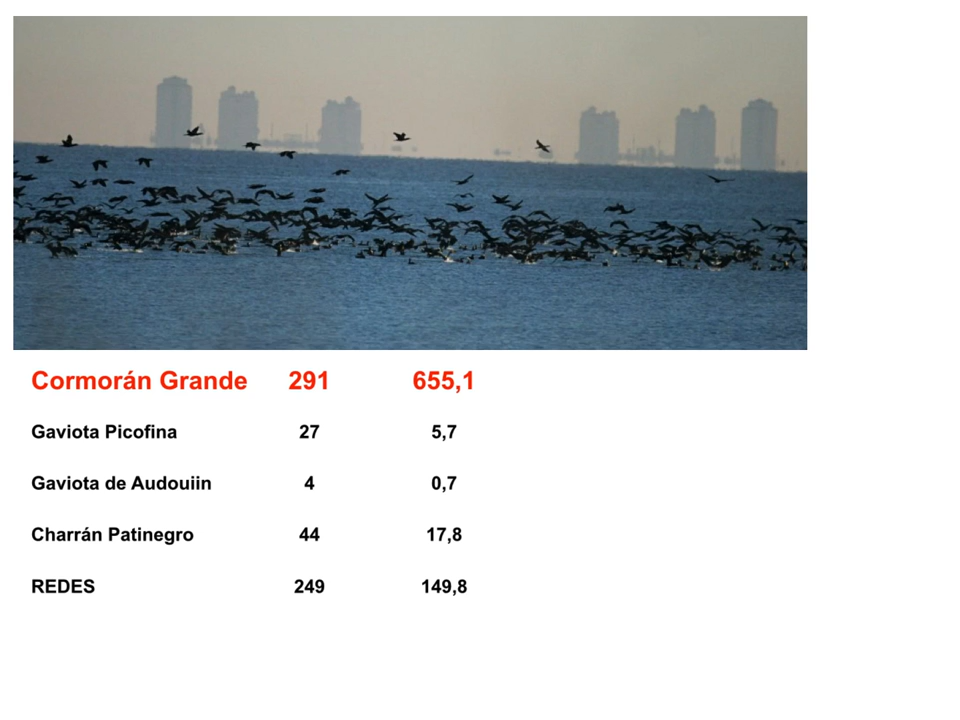 Cormorán Grande 291 655,1
Gaviota Picofina 27 5,7
Gaviota de Audouiin 4 0,7
Charrán Patinegro 44 17,8
REDES 249 149,8